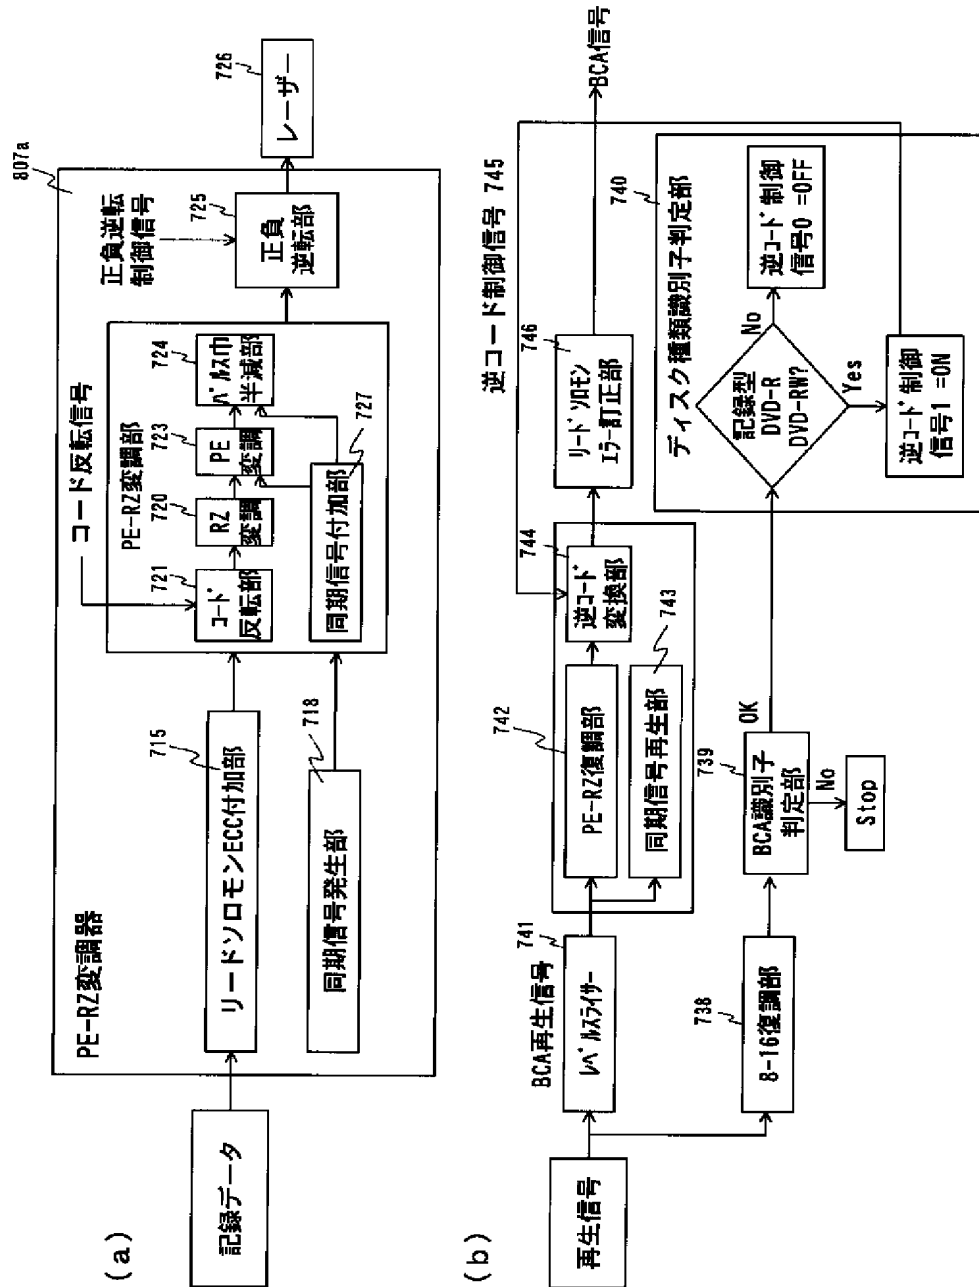 (a)
記録データ
PE-RZ変調器
807a
リードソロモンECC付加部
715
同期信号発生部
718
コード反転信号
PE-RZ変調部
721
コード
反転部
720
RZ
変調
723
PE
変調
724
パルス巾
半減部
同期信号付加部
727
正負逆転
制御信号
725
正負
逆転部
726
レーザー
(b)
再生信号
BCA再生信号
741
レベルスライサー
742
PE-RZ復調部
同期信号再生部
743
744
逆コード
変換部
逆コード制御信号 745
746
リードソロモン
エラー訂正部
BCA信号
738
8-16復調部
739
BCA識別子
判定部
OK
No
Stop
ディスク種類識別子判定部
740
記録型
DVD-R
DVD-RW?
No
逆コード制御
信号0 =OFF
Yes
逆コード制御
信号1 =ON